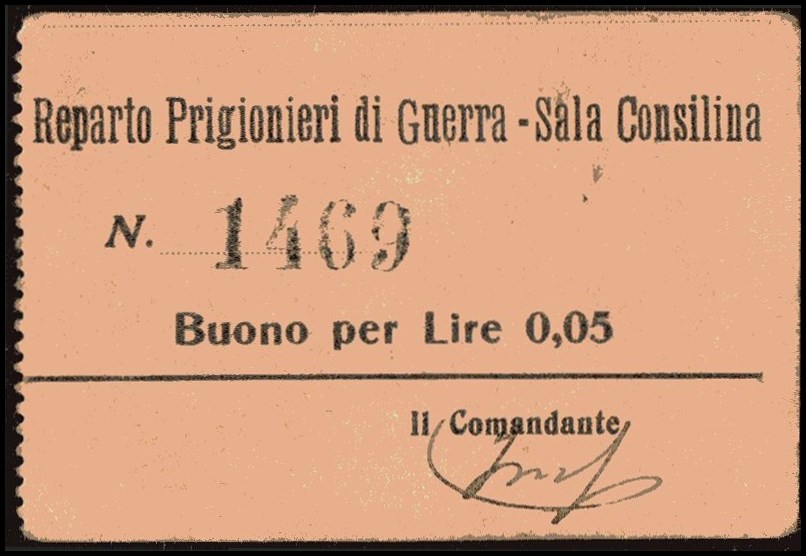 Reparto Prigionieri di Guerra - Sala Consilina
N. 1469
Buono per Lire 0,05
Il Comandante